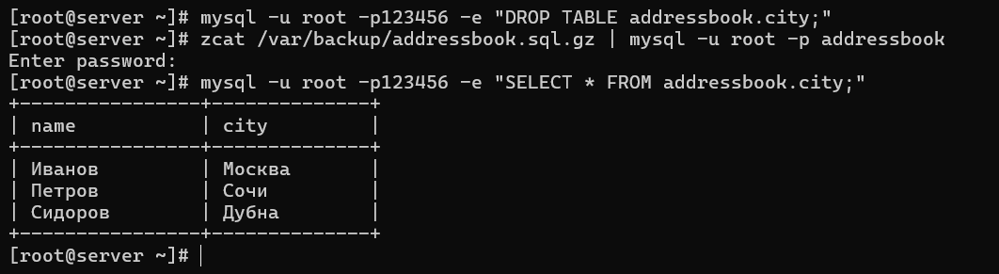 [root@server ~]# mysql -u root -p123456 -e "DROP TABLE addressbook.city;"
[root@server ~]# zcat /var/backup/addressbook.sql.gz | mysql -u root -p addressbook
Enter password:
[root@server ~]# mysql -u root -p123456 -e "SELECT * FROM addressbook.city;"
+----------------+--------------+
| name           | city         |
+----------------+--------------+
| Иванов         | Москва       |
| Петров         | Сочи         |
| Сидоров        | Дубна        |
+----------------+--------------+
[root@server ~]#